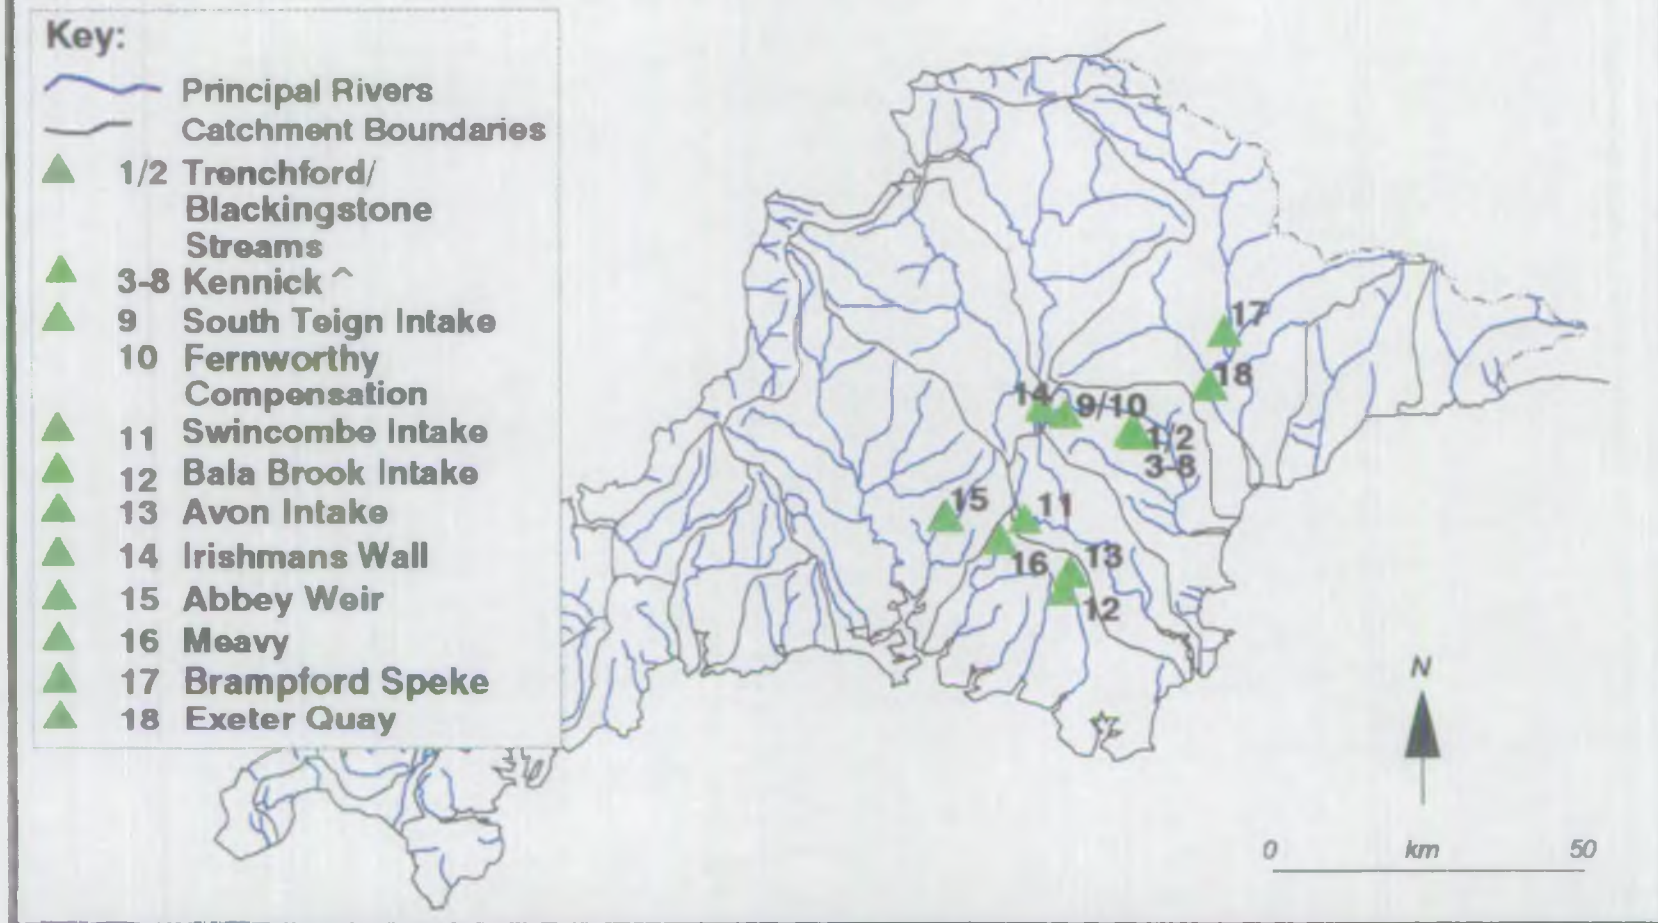 Key:
Principal Rivers
Catchment Boundaries
1/2 Trenchford/
Blackingstone
Streams
3-8 Kennick ^
9 South Teign Intake
10 Fernworthy
Compensation
11 Swincombe Intake
12 Bala Brook Intake
13 Avon Intake
14 Irishmans Wall
15 Abbey Weir
16 Meavy
17 Brampford Speke
18 Exeter Quay
17
18
14
9/10
1/2
3-8
15
11
16
13
12
N
0 km 50